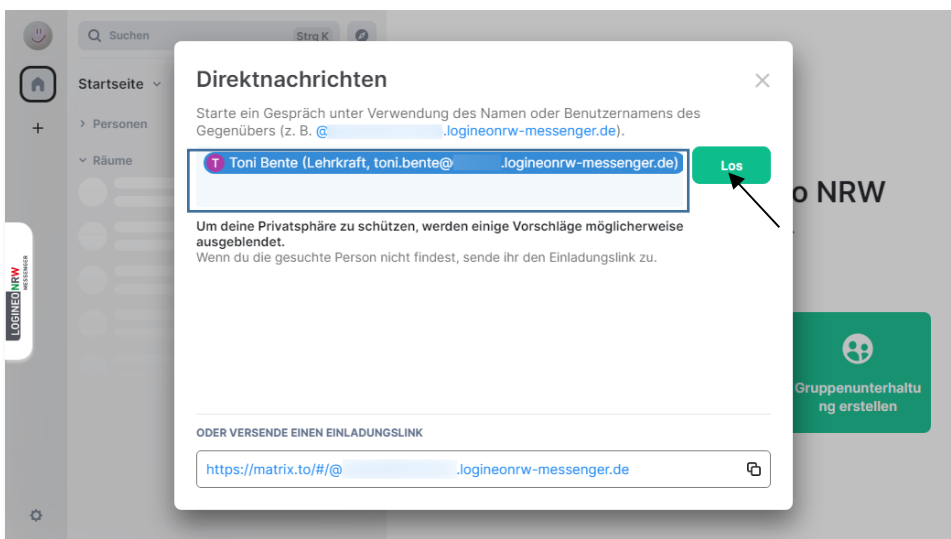 Suchen
Strg K
Startseite
Personen
Räume
LOGINEO NRW
MESSENGER
Direktnachrichten
Starte ein Gespräch unter Verwendung des Namen oder Benutzernamens des
Gegenübers (z. B. @ .logineonrw-messenger.de).
T Toni Bente (Lehrkraft, toni.bente@ .logineonrw-messenger.de)
Los
Um deine Privatsphäre zu schützen, werden einige Vorschläge möglicherweise
ausgeblendet.
Wenn du die gesuchte Person nicht findest, sende ihr den Einladungslink zu.
ODER VERSENDE EINEN EINLADUNGSLINK
https://matrix.to/#/@ .logineonrw-messenger.de
NRW
Gruppenunterhaltu
ng erstellen